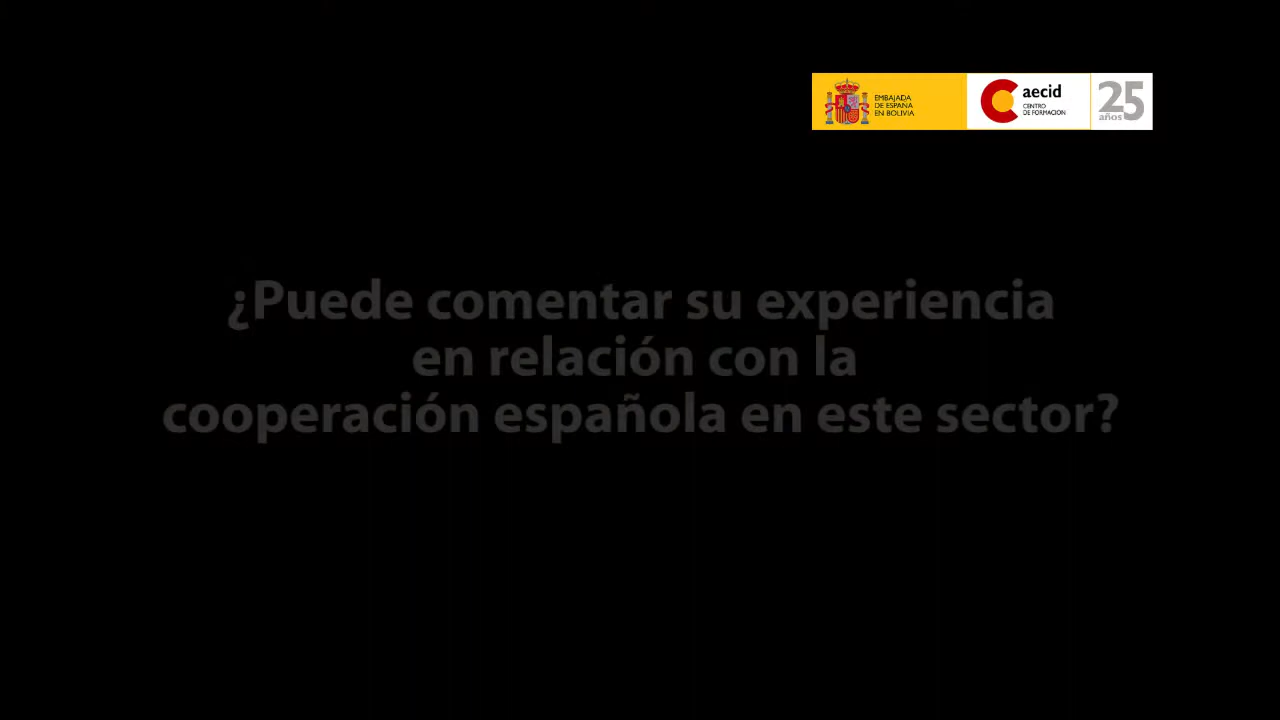 EMBAJADA
DE ESPAÑA
EN BOLIVIA
aecid
CENTRO
DE FORMACION
25
años
¿Puede comentar su experiencia
en relación con la
cooperación española en este sector?